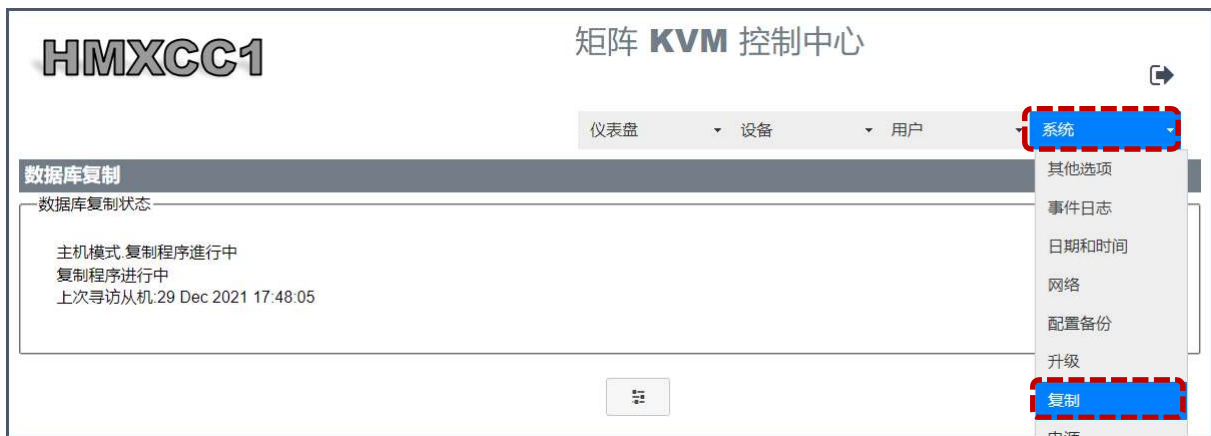 HMXCC1
矩阵 KVM 控制中心
仪表盘
设备
用户
系统
数据库复制
数据库复制状态
主机模式.复制程序進行中
复制程序进行中
上次寻访从机:29 Dec 2021 17:48:05
其他选项
事件日志
日期和时间
网络
配置备份
升级
复制